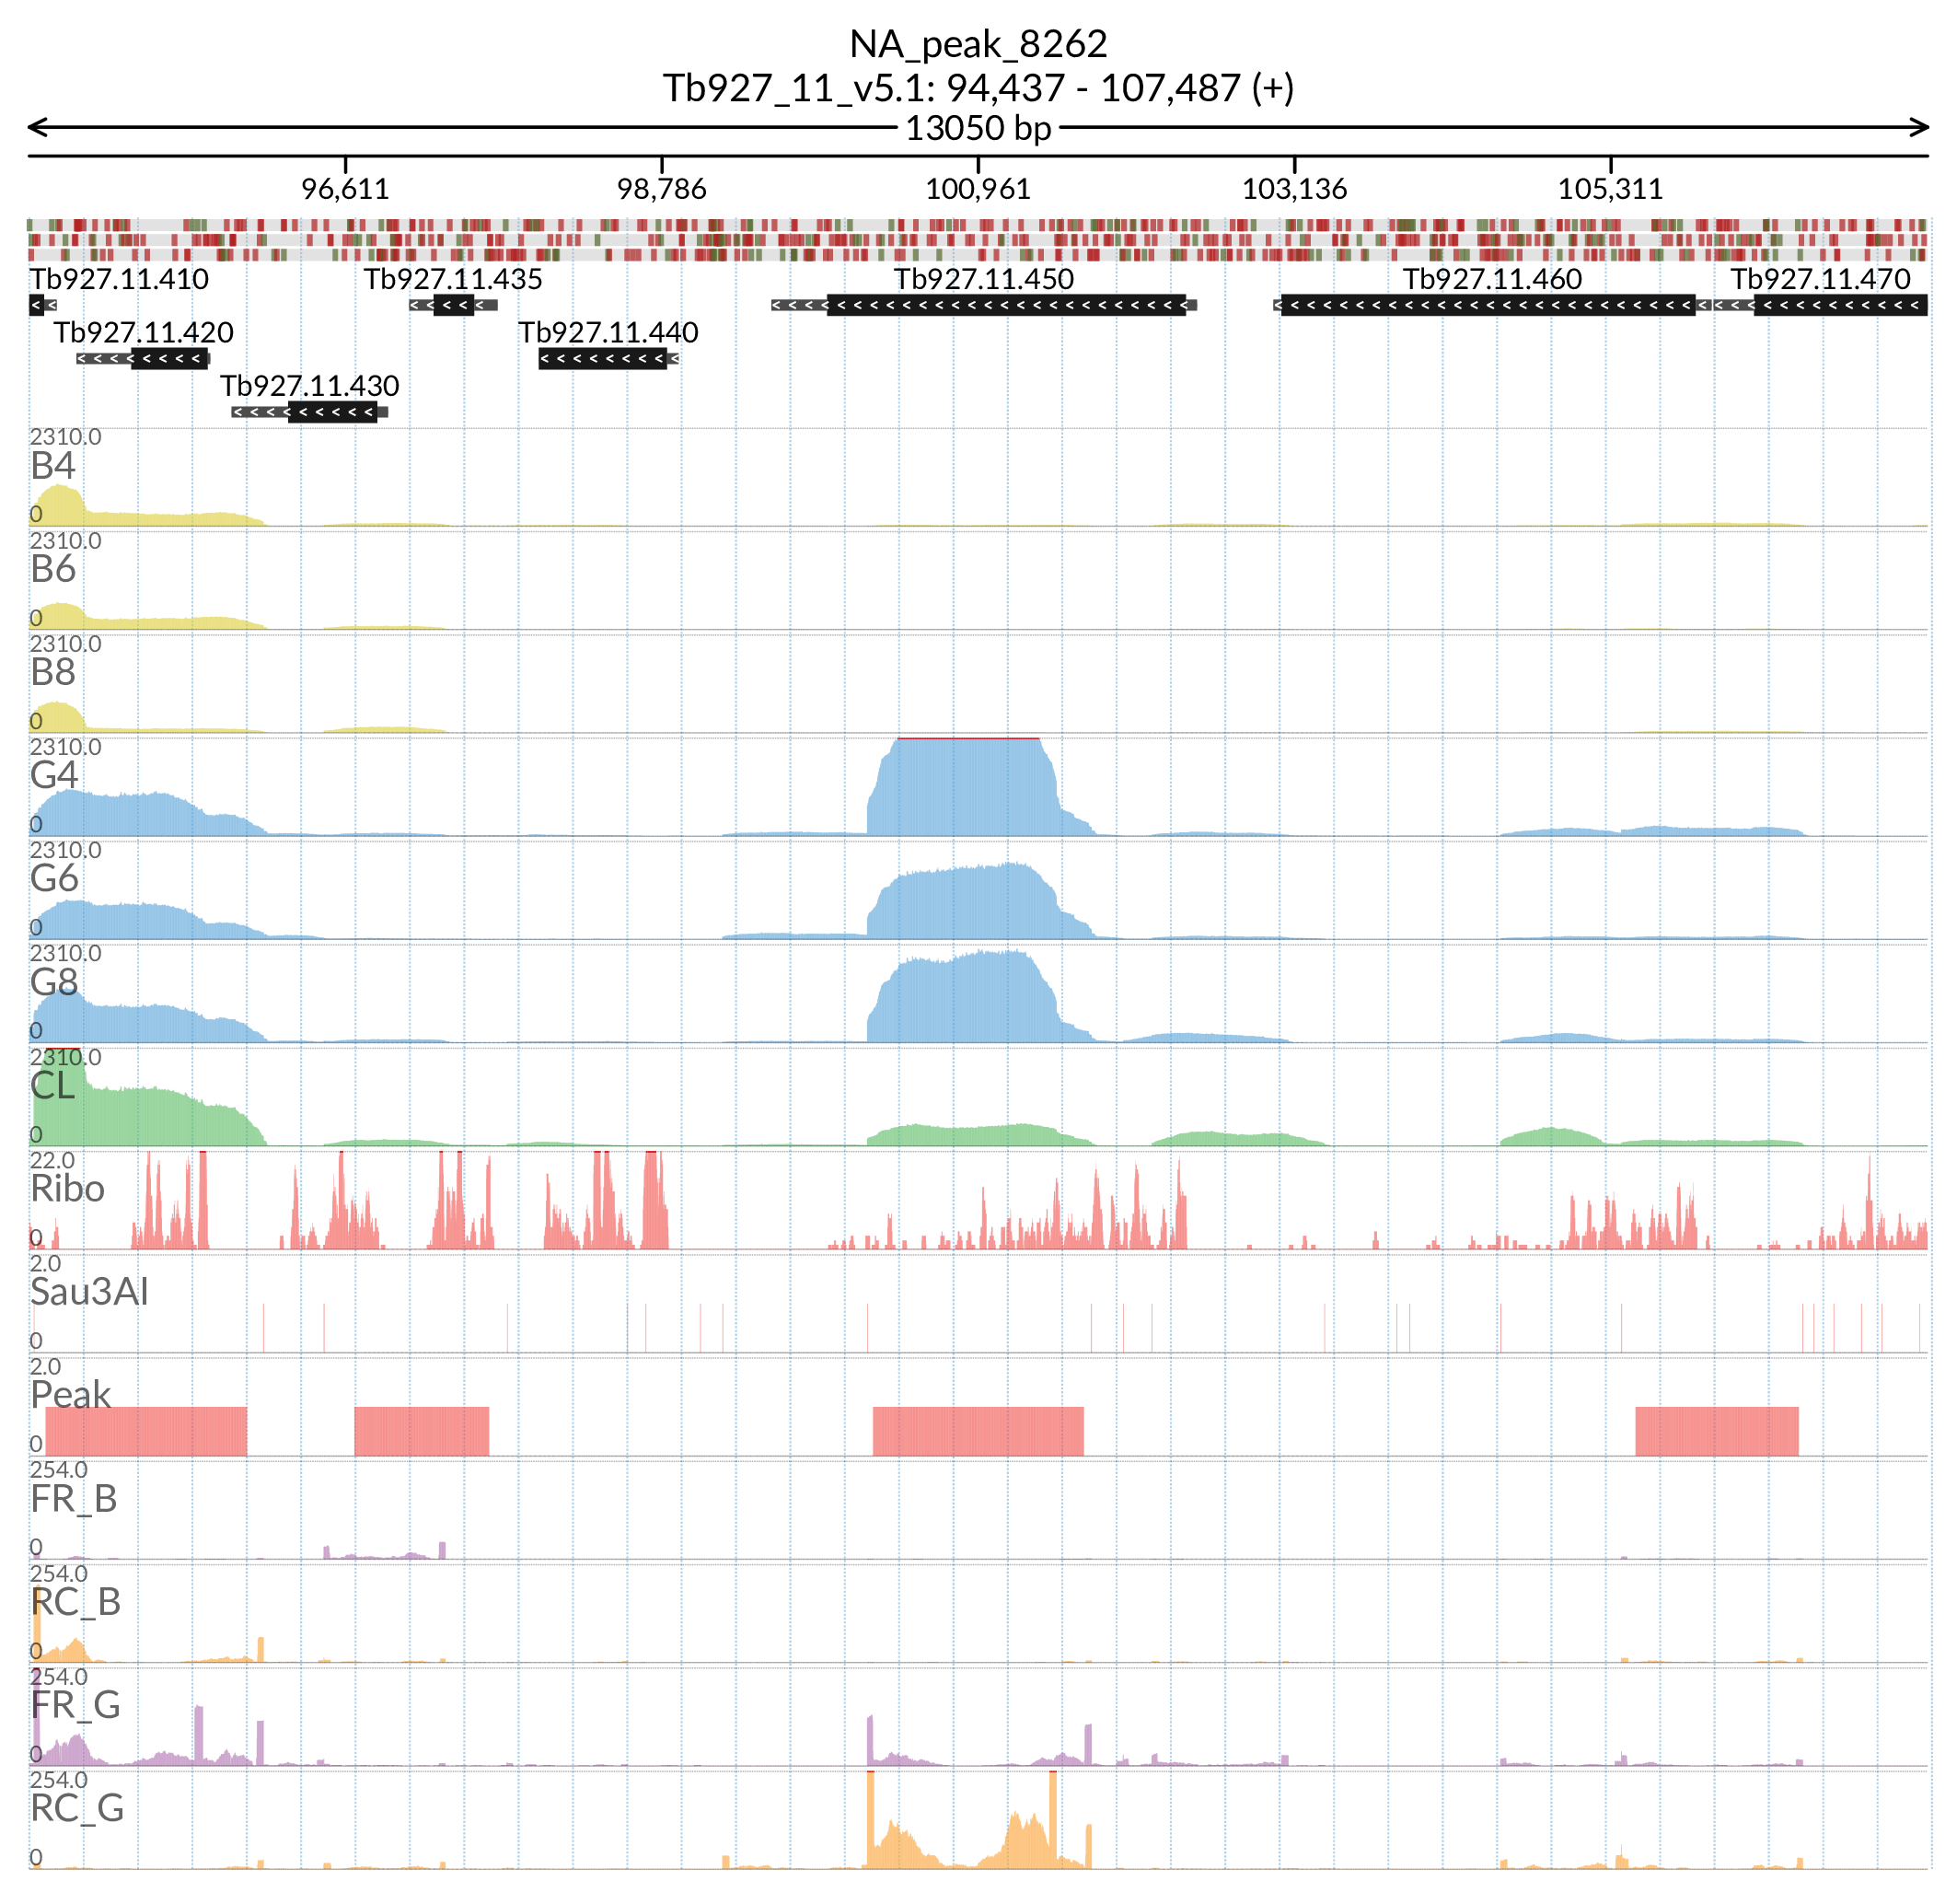 NA_peak_8262
Tb927_11_v5.1: 94,437 - 107,487 (+)
13050 bp
96,611 98,786 100,961 103,136 105,311
Tb927.11.410 Tb927.11.435 Tb927.11.450 Tb927.11.460 Tb927.11.470
Tb927.11.420 Tb927.11.440
Tb927.11.430
2310.0
B4
0
2310.0
B6
0
2310.0
B8
0
2310.0
G4
0
2310.0
G6
0
2310.0
G8
0
2310.0
CL
0
22.0
Ribo
0
2.0
Sau3AI
0
2.0
Peak
0
254.0
FR_B
0
254.0
RC_B
0
254.0
FR_G
0
254.0
RC_G
0